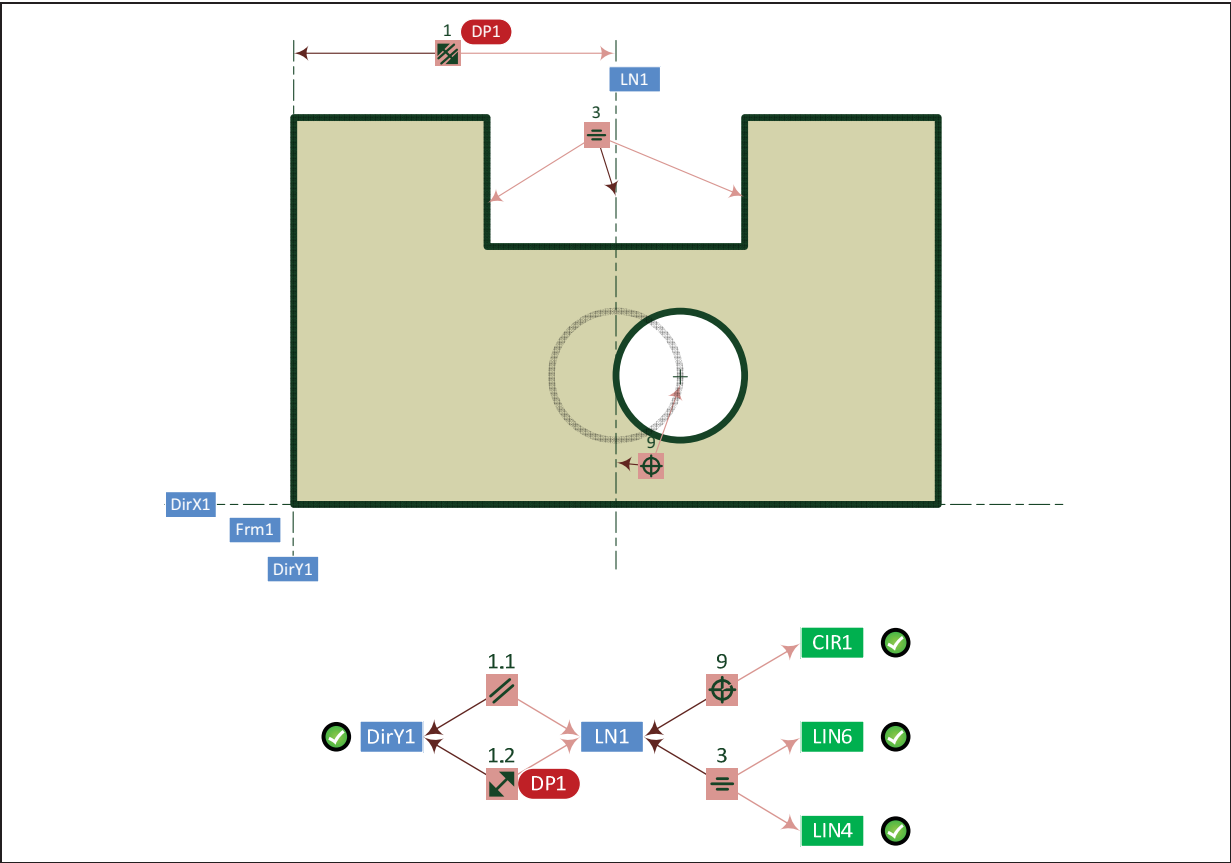 1 DP1
LN1
3
9
DirX1
Frm1
DirY1
CIR1
1.1 9
DirY1 LN1 LIN6
1.2 3
DP1
LIN4